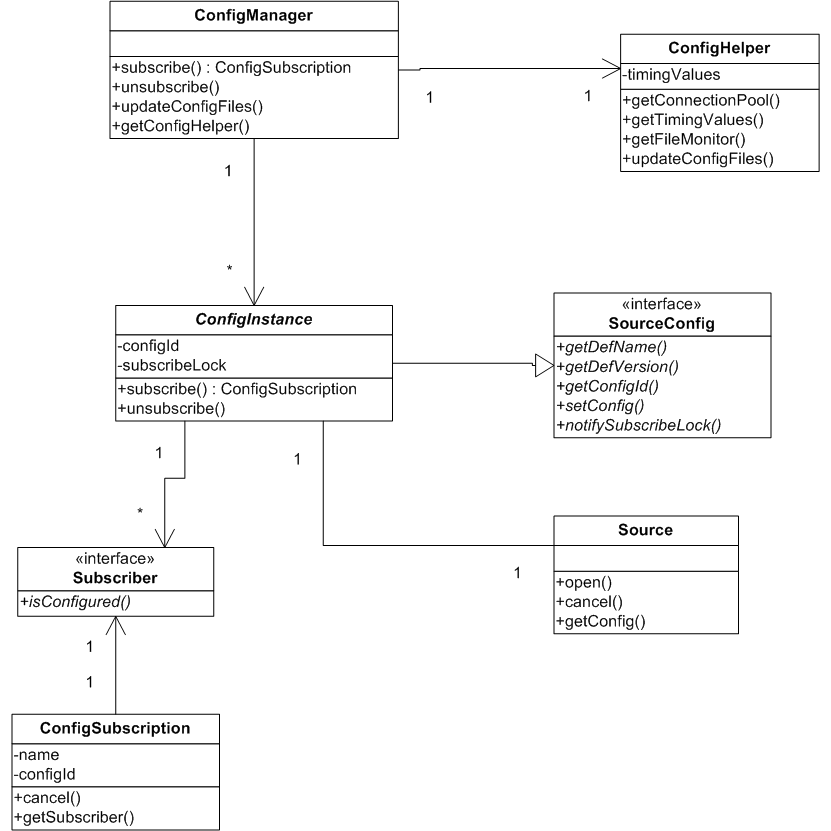 ConfigManager
+subscribe() : ConfigSubscription
+unsubscribe()
+updateConfigFiles()
+getConfigHelper()
ConfigHelper
-timingValues
+getConnectionPool()
+getTimingValues()
+getFileMonitor()
+updateConfigFiles()
1
1
1
*
ConfigInstance
-configId
-subscribeLock
+subscribe() : ConfigSubscription
+unsubscribe()
«interface»
SourceConfig
+getDefName()
+getDefVersion()
+getConfigId()
+setConfig()
+notifySubscribeLock()
1
1
*
1
Source
+open()
+cancel()
+getConfig()
«interface»
Subscriber
+isConfigured()
1
1
ConfigSubscription
-name
-configId
+cancel()
+getSubscriber()